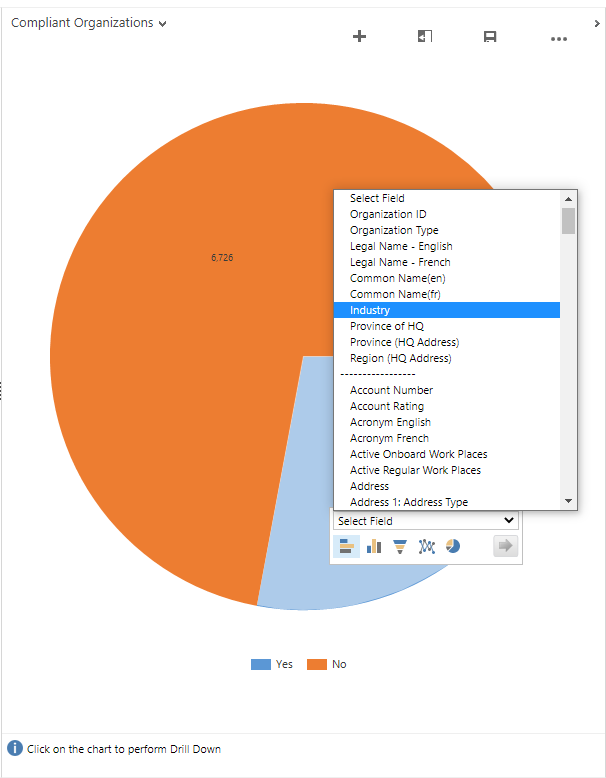 Compliant Organizations
6,726
Select Field
Organization ID
Organization Type
Legal Name - English
Legal Name - French
Common Name(en)
Common Name(fr)
Industry
Province of HQ
Province (HQ Address)
Region (HQ Address)
----------------
Account Number
Account Rating
Acronym English
Acronym French
Active Onboard Work Places
Active Regular Work Places
Address
Address 1: Address Type
Select Field
Yes No
Click on the chart to perform Drill Down